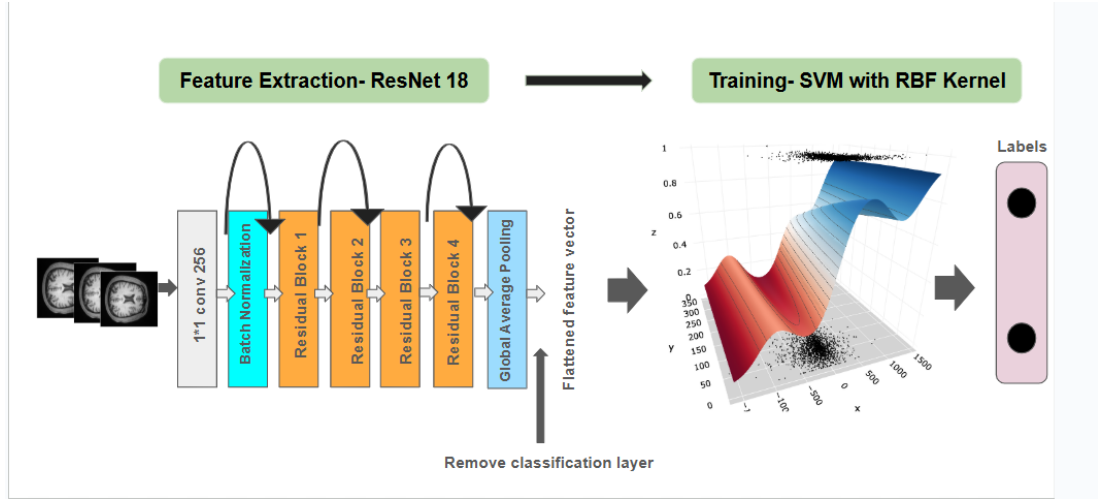 Feature Extraction- ResNet 18
Training- SVM with RBF Kernel
Labels
1*1 conv 256
Batch Normalization
Residual Block 1
Residual Block 2
Residual Block 3
Residual Block 4
Global Average Pooling
Flattened feature vector
Remove classification layer
1
0.8
0.6
0.4
0.2
0
z
350
300
250
200
150
100
50
0
y
−500
0
500
1000
1500
x